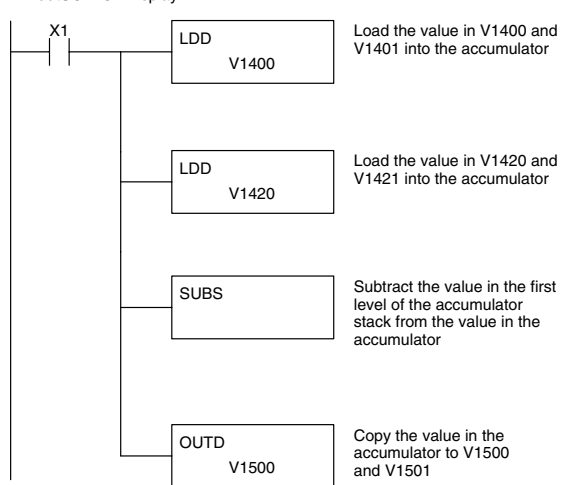 X1
LDD
V1400
Load the value in V1400 and
V1401 into the accumulator
LDD
V1420
Load the value in V1420 and
V1421 into the accumulator
SUBS
Subtract the value in the first
level of the accumulator
stack from the value in the
accumulator
OUTD
V1500
Copy the value in the
accumulator to V1500
and V1501